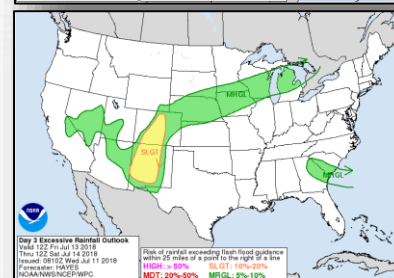 MRGL
SLGT
MRGL
NOAA
Day 3 Excessive Rainfall Outlook
Valid 12Z Fri Jul 13 2018
Thru 12Z Sat Jul 14 2018
Issued: 0810Z Wed Jul 11 2018
Forecaster: HAYES
NOAA/NWS/NCEP/WPC
Risk of rainfall exceeding flash flood guidance
within 25 miles of a point to the right of a line
HIGH: > 50% SLGT: 10%-20%
MDT: 20%-50% MRGL: 5%-10%